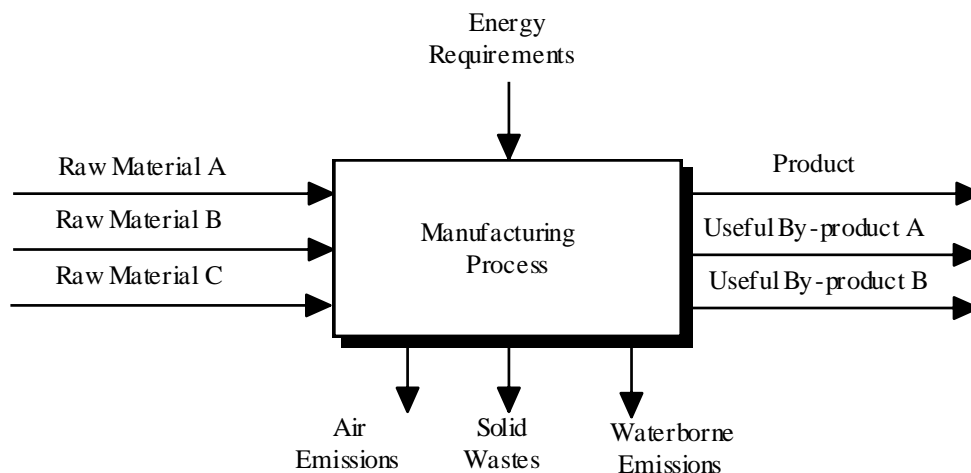 Energy
Requirements
Raw Material A
Raw Material B
Raw Material C
Manufacturing
Process
Product
Useful By-product A
Useful By-product B
Air
Emissions
Solid
Wastes
Waterborne
Emissions